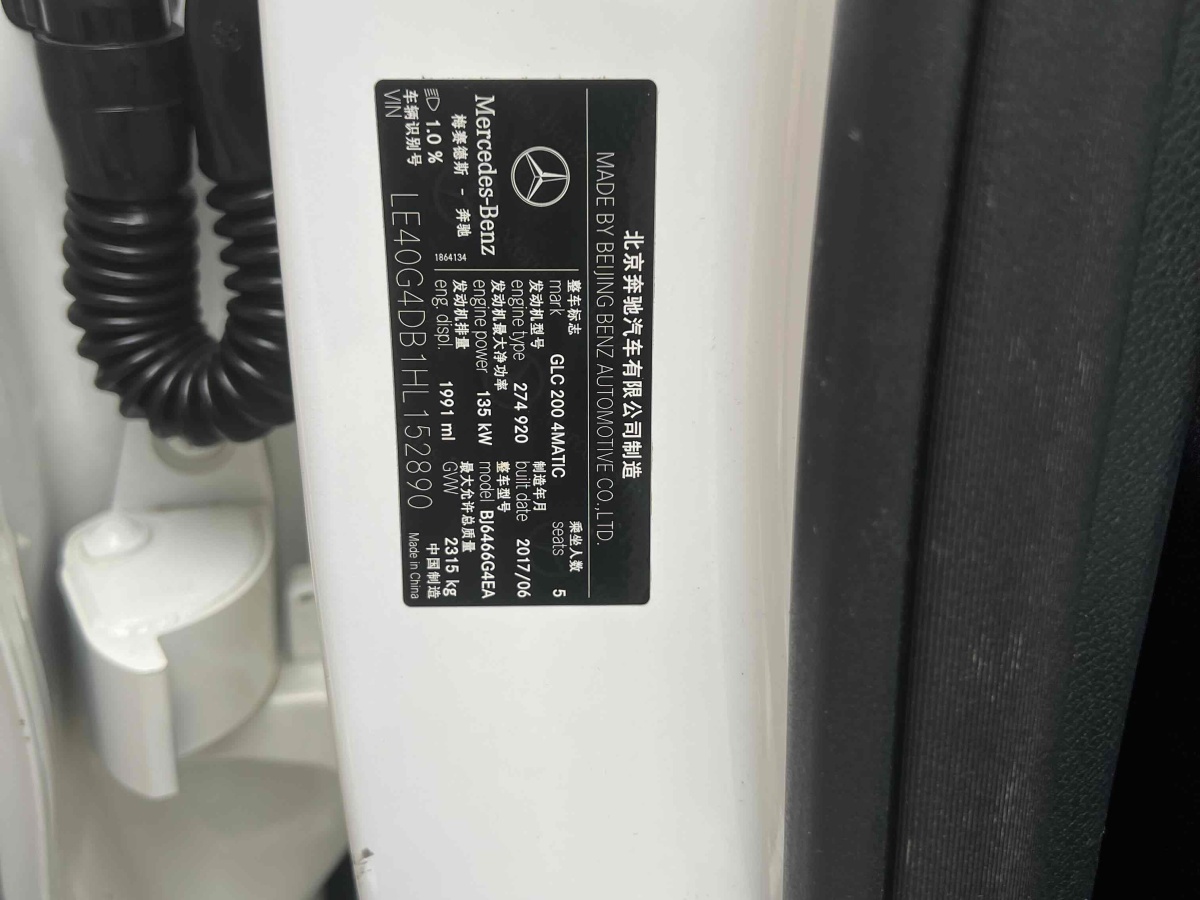 北京奔驰汽车有限公司制造
MADE BY BEIJING BENZ AUTOMOTIVE CO.,LTD.
Mercedes-Benz
梅赛德斯 - 奔驰
1.0 %
1864134
整车标志
mark GLC 200 4MATIC
乘坐人数
seats 5
发动机型号
engine type 274 920
制造年月
built date 2017/06
发动机最大净功率
engine power 135 kW
整车型号
model BJ6466G4EA
发动机排量
eng. displ. 1991 ml
最大允许总质量
GVW 2315 kg
车辆识别号
VIN LE40G4DB1HL152890
中国制造
Made in China